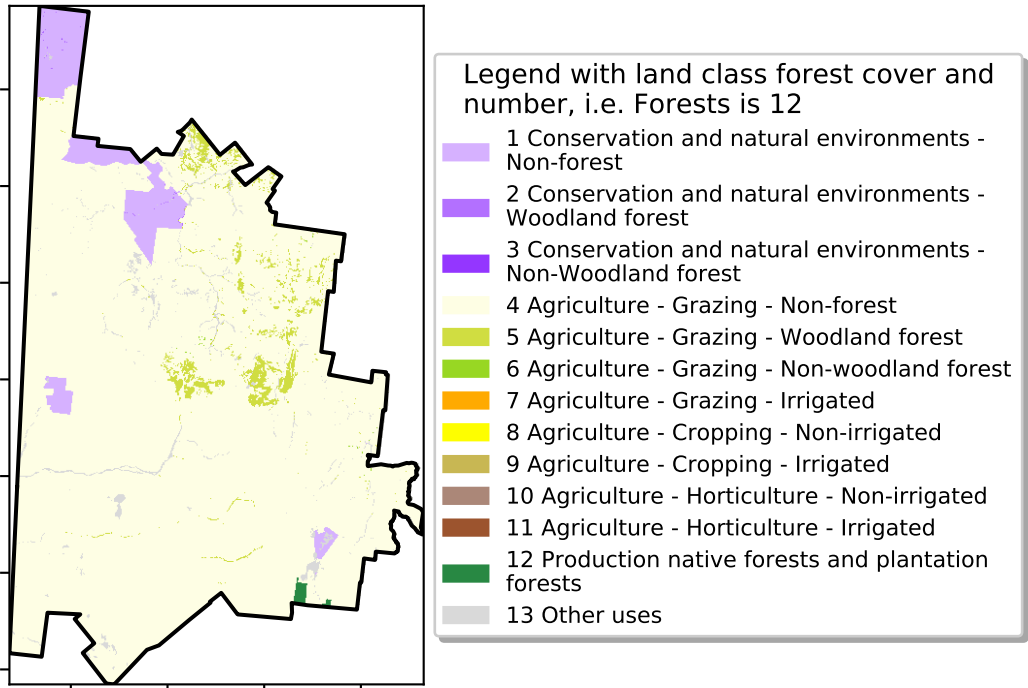 Legend with land class forest cover and
number, i.e. Forests is 12
1 Conservation and natural environments -
Non-forest
2 Conservation and natural environments -
Woodland forest
3 Conservation and natural environments -
Non-Woodland forest
4 Agriculture - Grazing - Non-forest
5 Agriculture - Grazing - Woodland forest
6 Agriculture - Grazing - Non-woodland forest
7 Agriculture - Grazing - Irrigated
8 Agriculture - Cropping - Non-irrigated
9 Agriculture - Cropping - Irrigated
10 Agriculture - Horticulture - Non-irrigated
11 Agriculture - Horticulture - Irrigated
12 Production native forests and plantation
forests
13 Other uses